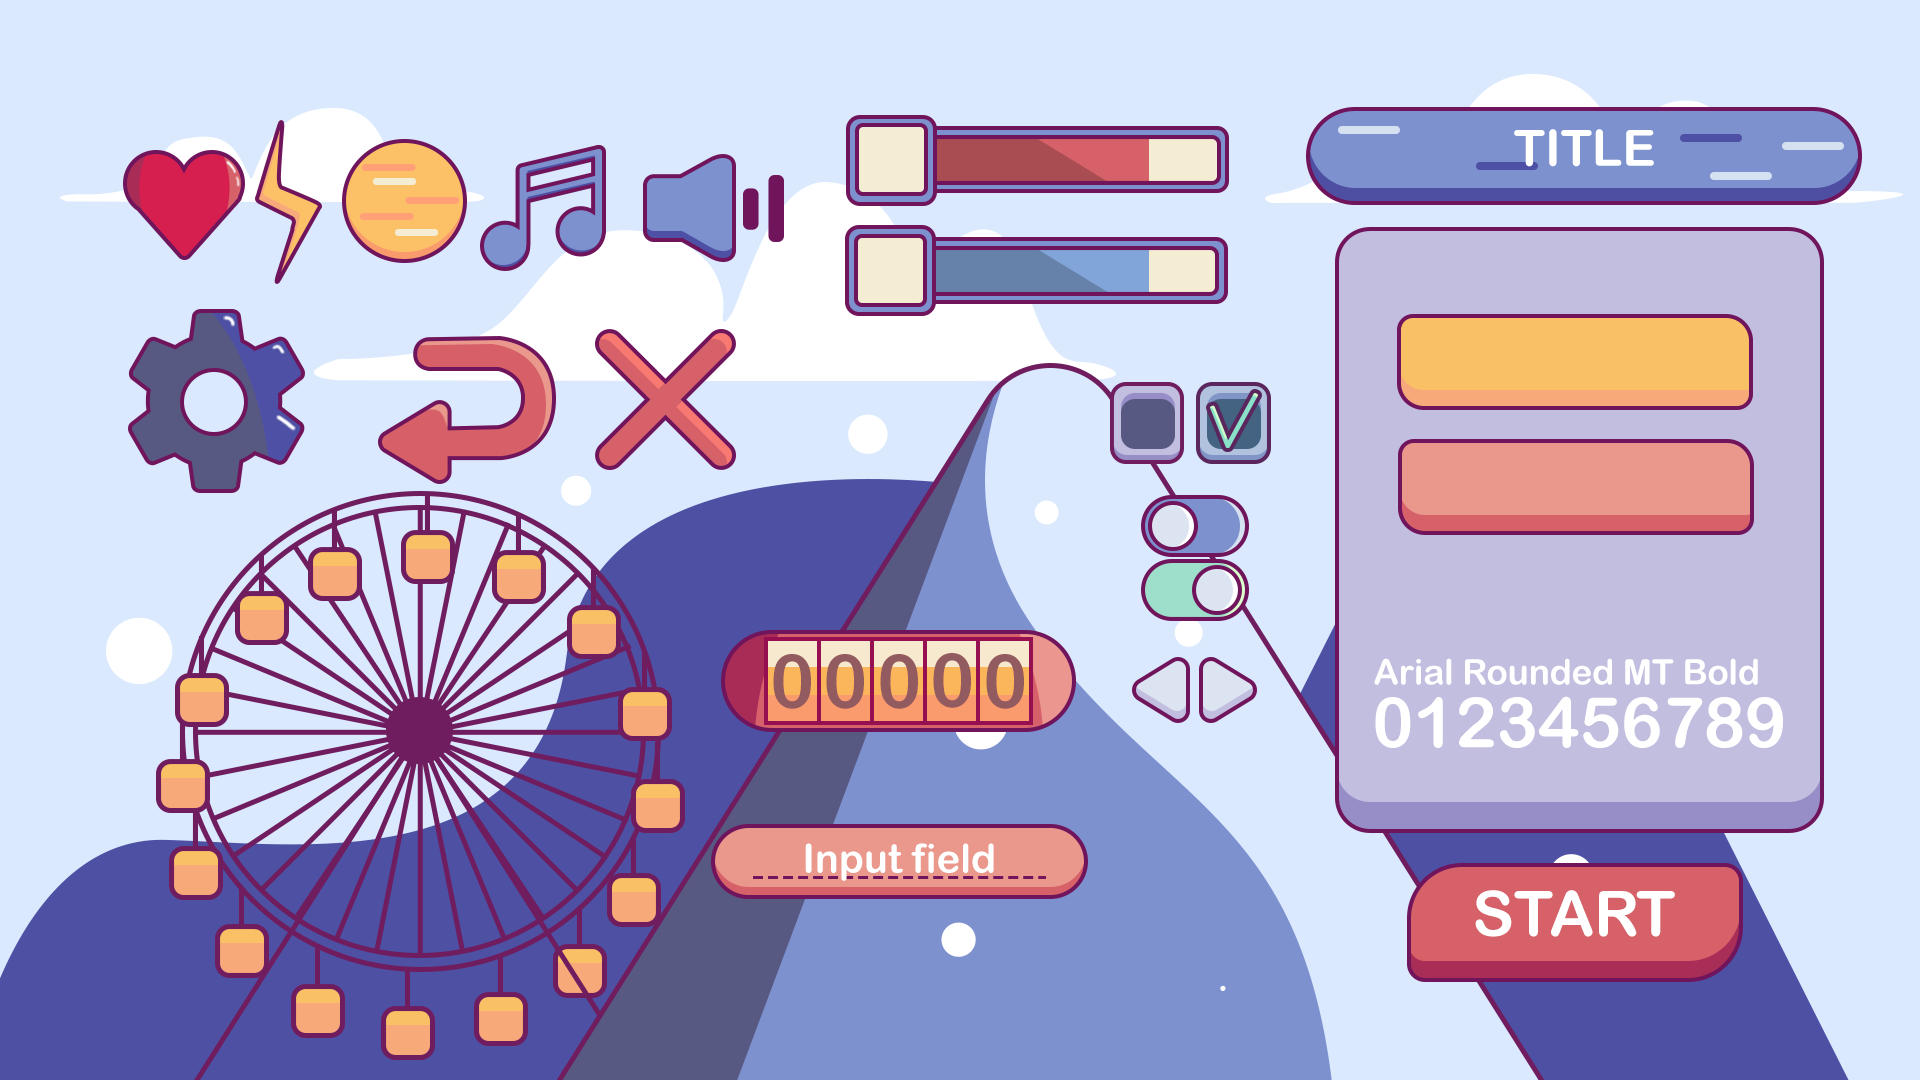 TITLE
00000
Arial Rounded MT Bold
0123456789
Input field
START